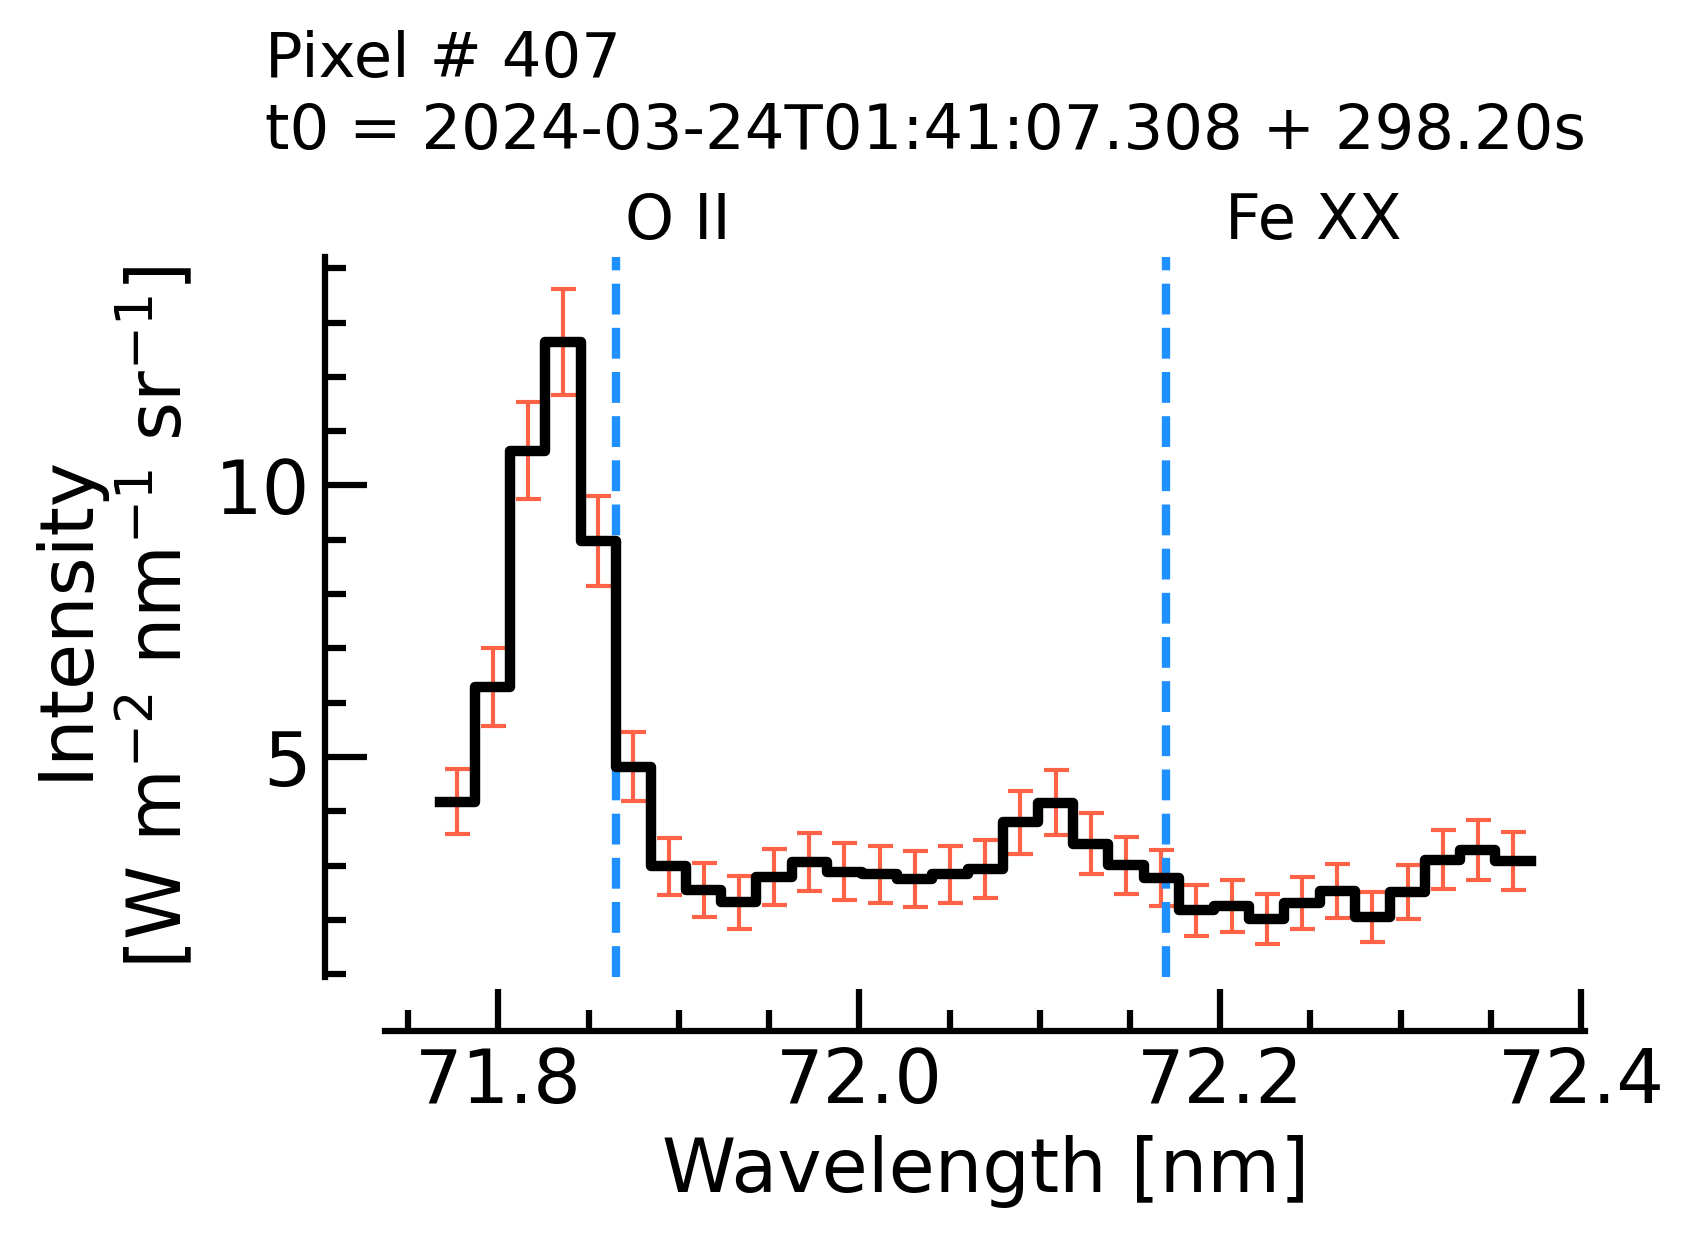 Pixel # 407
t0 = 2024-03-24T01:41:07.308 + 298.20s
O II
Fe XX
Intensity
[W m⁻² nm⁻¹ sr⁻¹]
10
5
71.8
72.0
72.2
72.4
Wavelength [nm]